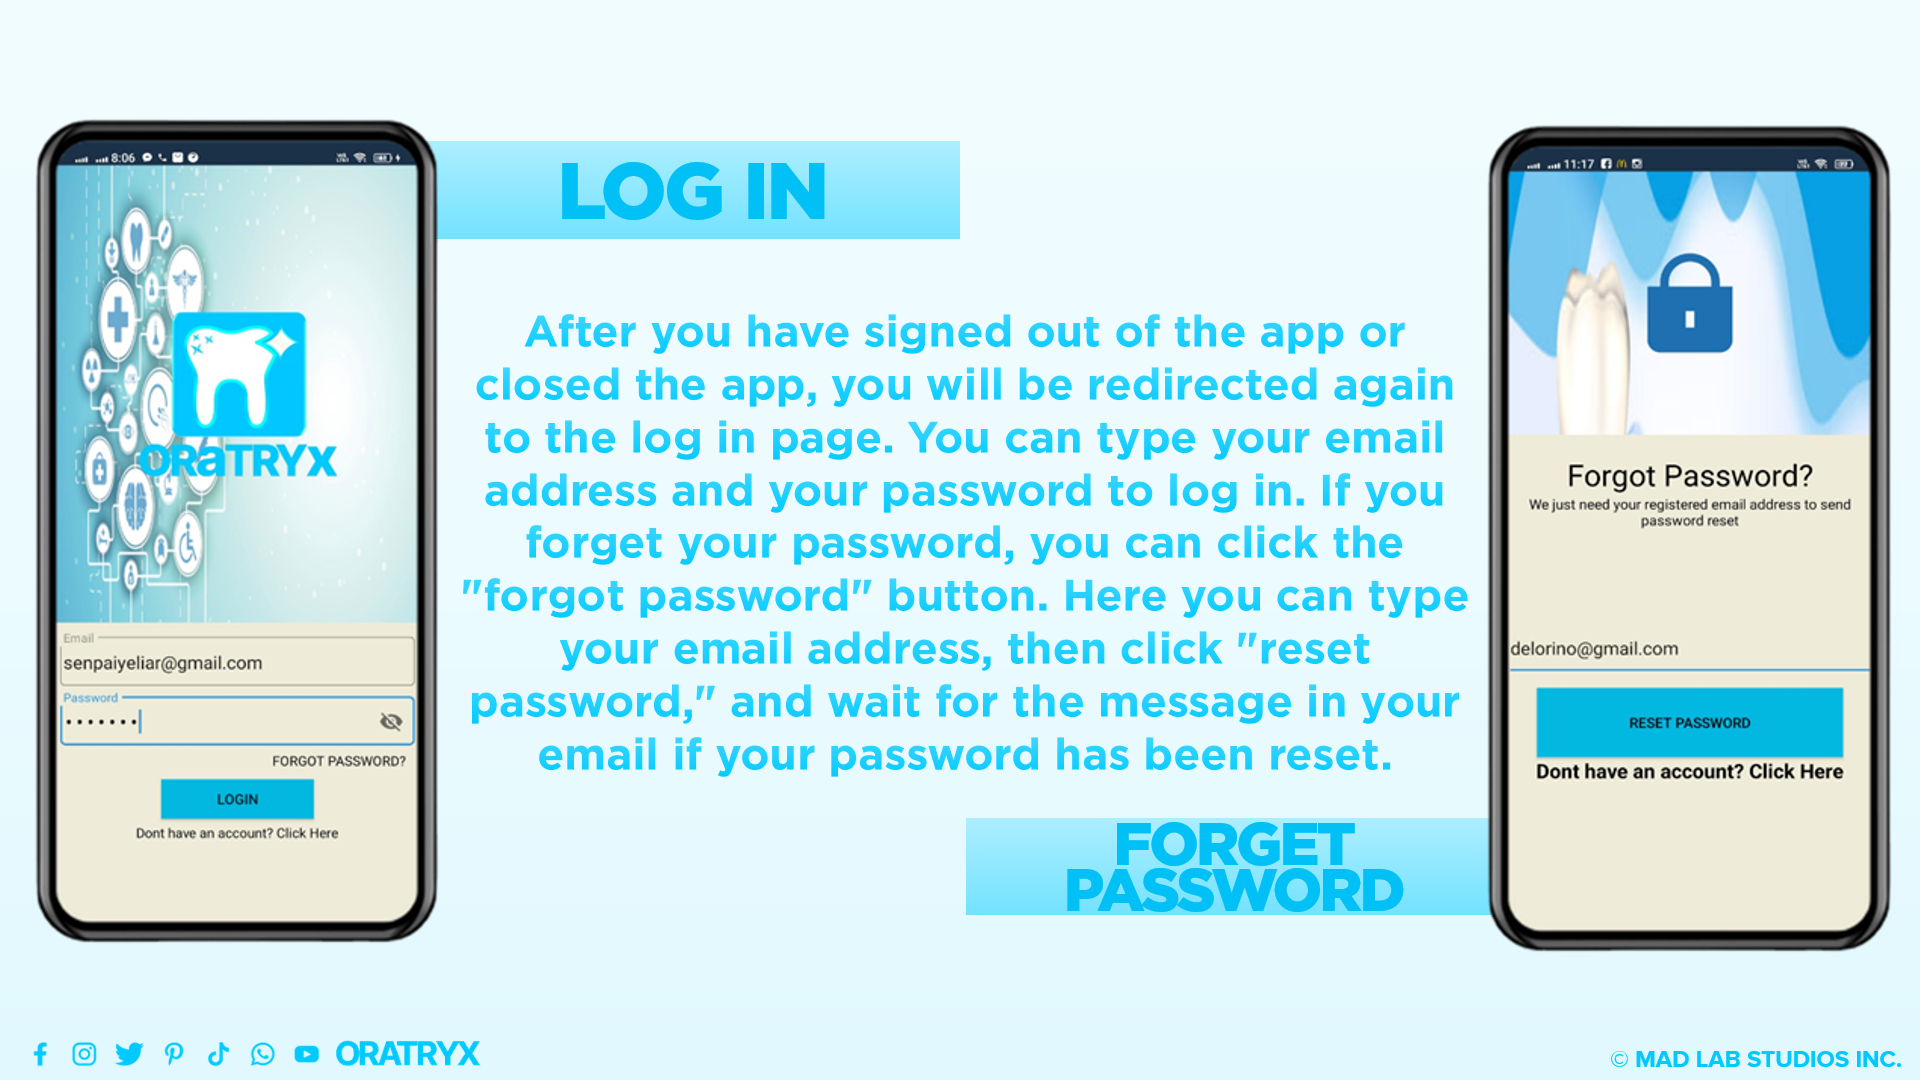 8:06
ORaTRYX
Email
senpaiyeliar@gmail.com
Password
•••••••
FORGOT PASSWORD?
LOGIN
Dont have an account? Click Here
LOG IN
After you have signed out of the app or
closed the app, you will be redirected again
to the log in page. You can type your email
address and your password to log in. If you
forget your password, you can click the
"forgot password" button. Here you can type
your email address, then click "reset
password," and wait for the message in your
email if your password has been reset.
FORGET
PASSWORD
11:17
Forgot Password?
We just need your registered email address to send
password reset
delorino@gmail.com
RESET PASSWORD
Dont have an account? Click Here
ORATRYX
© MAD LAB STUDIOS INC.